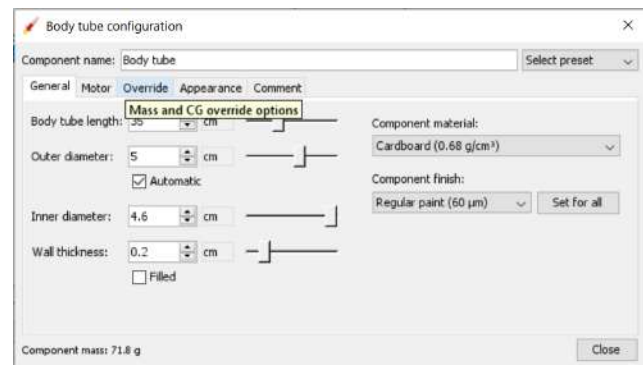 Body tube configuration
Component name: Body tube Select preset
General Motor Override Appearance Comment
Mass and CG override options
Body tube length: 35 cm
Component material:
Cardboard (0.68 g/cm³)
Outer diameter: 5 cm
Automatic
Component finish:
Regular paint (60 μm) Set for all
Inner diameter: 4.6 cm
Wall thickness: 0.2 cm
Filled
Component mass: 71.8 g Close